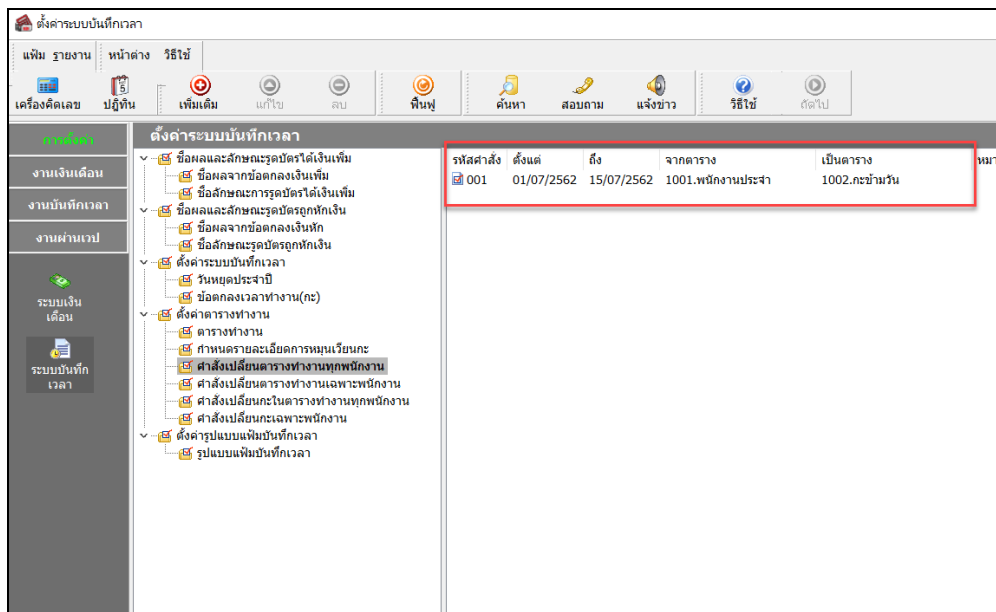 ตั้งค่าระบบบันทึกเวลา
แฟ้ม รายงาน หน้าต่าง วิธีใช้
เครื่องคิดเลข ปฏิทิน เพิ่มเติม แก้ไข ลบ ฟื้นฟู ค้นหา สอบถาม แจ้งข่าว วิธีใช้ ถัดไป
การตั้งค่า
งานเงินเดือน
งานบันทึกเวลา
งานผ่านเวป
ระบบเงิน
เดือน
ระบบบันทึก
เวลา
ตั้งค่าระบบบันทึกเวลา
ชื่อผลและลักษณะรูดบัตรได้เงินเพิ่ม
ชื่อผลจากข้อตกลงเงินเพิ่ม
ชื่อลักษณะการรูดบัตรได้เงินเพิ่ม
ชื่อผลและลักษณะรูดบัตรถูกหักเงิน
ชื่อผลจากข้อตกลงเงินหัก
ชื่อลักษณะรูดบัตรถูกหักเงิน
ตั้งค่าระบบบันทึกเวลา
วันหยุดประจำปี
ข้อตกลงเวลาทำงาน(กะ)
ตั้งค่าตารางทำงาน
ตารางทำงาน
กำหนดรายละเอียดการหมุนเวียนกะ
คำสั่งเปลี่ยนตารางทำงานทุกพนักงาน
คำสั่งเปลี่ยนตารางทำงานเฉพาะพนักงาน
คำสั่งเปลี่ยนกะในตารางทำงานทุกพนักงาน
คำสั่งเปลี่ยนกะเฉพาะพนักงาน
ตั้งค่ารูปแบบแฟ้มบันทึกเวลา
รูปแบบแฟ้มบันทึกเวลา
รหัสคำสั่ง ตั้งแต่ ถึง จากตาราง เป็นตาราง หมา
001 01/07/2562 15/07/2562 1001.พนักงานประจำ 1002.กะข้ามวัน